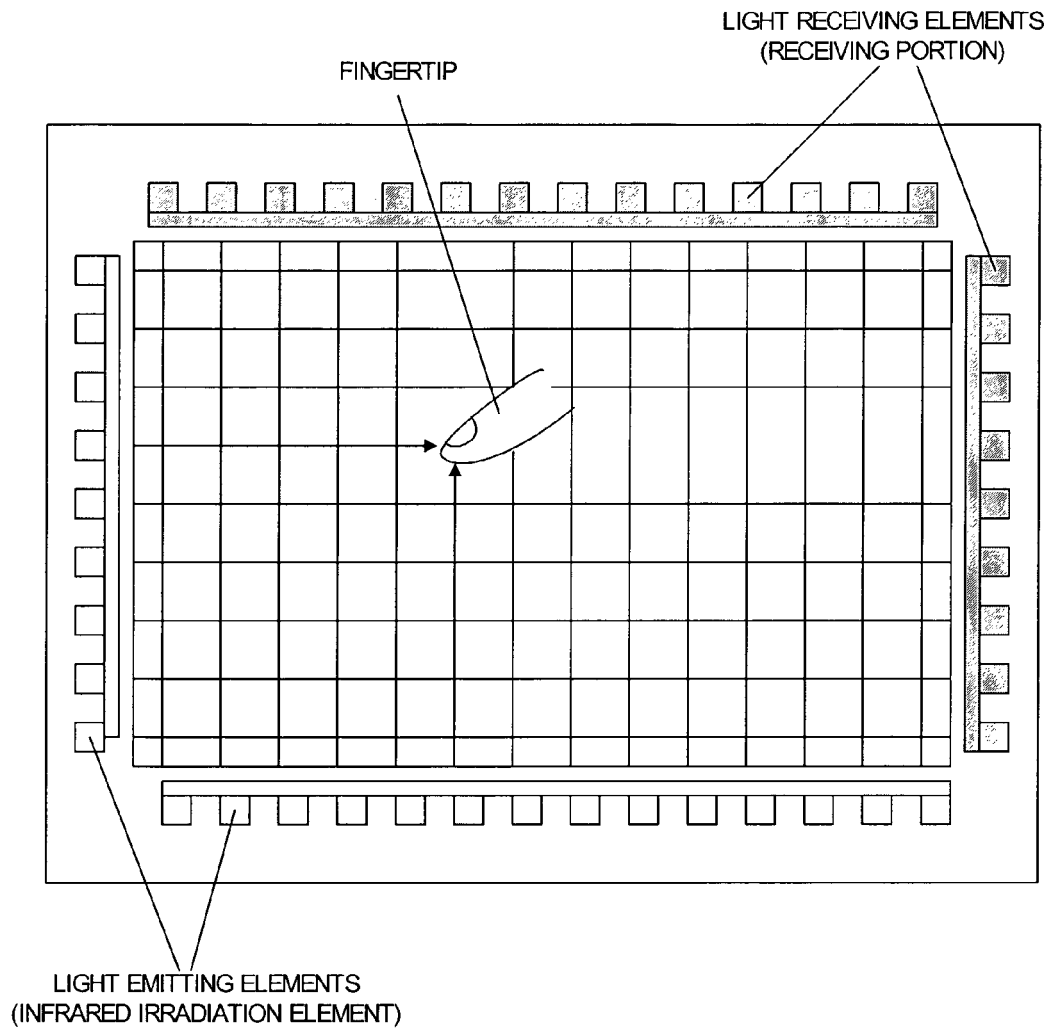 LIGHT RECEIVING ELEMENTS
(RECEIVING PORTION)
FINGERTIP
LIGHT EMITTING ELEMENTS
(INFRARED IRRADIATION ELEMENT)